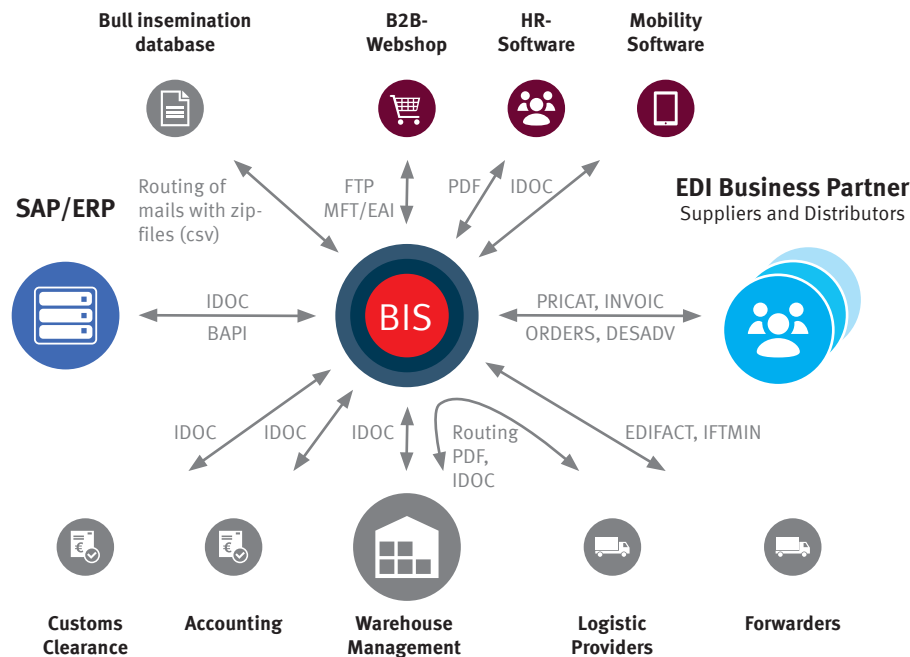 Bull insemination
database
B2B-
Webshop
HR-
Software
Mobility
Software
SAP/ERP
Routing of
mails with zip-
files (csv)
FTP
MFT/EAI
PDF
IDOC
EDI Business Partner
Suppliers and Distributors
IDOC
BAPI
BIS
PRICAT, INVOIC
ORDERS, DESADV
IDOC
IDOC
IDOC
Routing
PDF,
IDOC
EDIFACT, IFTMIN
€
€
Customs
Clearance
Accounting
Warehouse
Management
Logistic
Providers
Forwarders